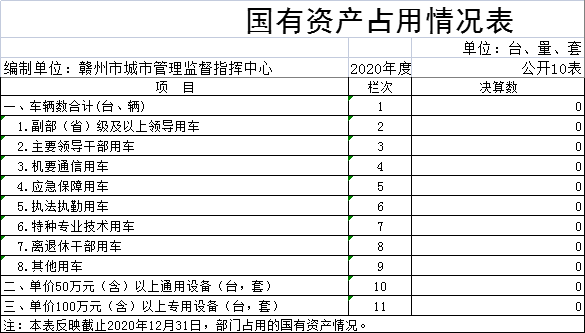 国有资产占用情况表
单位：台、量、套
编制单位：赣州市城市管理监督指挥中心 2020年度 公开10表
项 目 栏次 决算数
一、车辆数合计(台、辆) 1 0
1.副部（省）级及以上领导用车 2 0
2.主要领导干部用车 3 0
3.机要通信用车 4 0
4.应急保障用车 5 0
5.执法执勤用车 6 0
6.特种专业技术用车 7 0
7.离退休干部用车 8 0
8.其他用车 9 0
二、单价50万元（含）以上通用设备（台，套） 10 0
三、单价100万元（含）以上专用设备（台，套） 11 0
注：本表反映截止2020年12月31日，部门占用的国有资产情况。